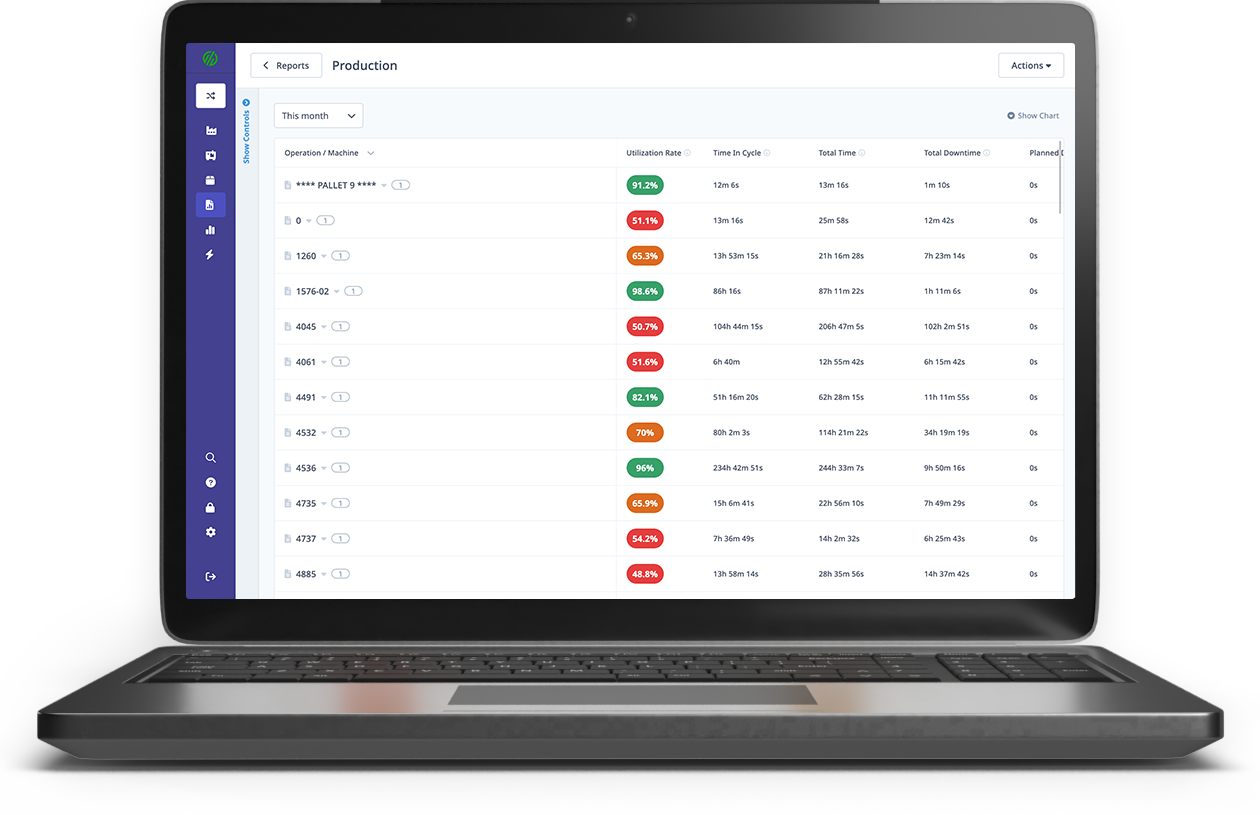 Reports Production Actions
Show Controls
This month Show Chart
Operation / Machine Utilization Rate Time In Cycle Total Time Total Downtime Planned
**** PALLET 9 **** 1 91.2% 12m 6s 13m 16s 1m 10s 0s
0 1 51.1% 13m 16s 25m 58s 12m 42s 0s
1260 1 65.3% 13h 53m 15s 21h 16m 28s 7h 23m 14s 0s
1576-02 1 98.6% 86h 16s 87h 11m 22s 1h 11m 6s 0s
4045 1 50.7% 104h 44m 15s 206h 47m 5s 102h 2m 51s 0s
4061 1 51.6% 6h 40m 12h 55m 42s 6h 15m 42s 0s
4491 1 82.1% 51h 16m 20s 62h 28m 15s 11h 11m 55s 0s
4532 1 70% 80h 2m 3s 114h 21m 22s 34h 19m 19s 0s
4536 1 96% 234h 42m 51s 244h 33m 7s 9h 50m 16s 0s
4735 1 65.9% 15h 6m 41s 22h 56m 10s 7h 49m 29s 0s
4737 1 54.2% 7h 36m 49s 14h 2m 32s 6h 25m 43s 0s
4885 1 48.8% 13h 58m 14s 28h 35m 56s 14h 37m 42s 0s